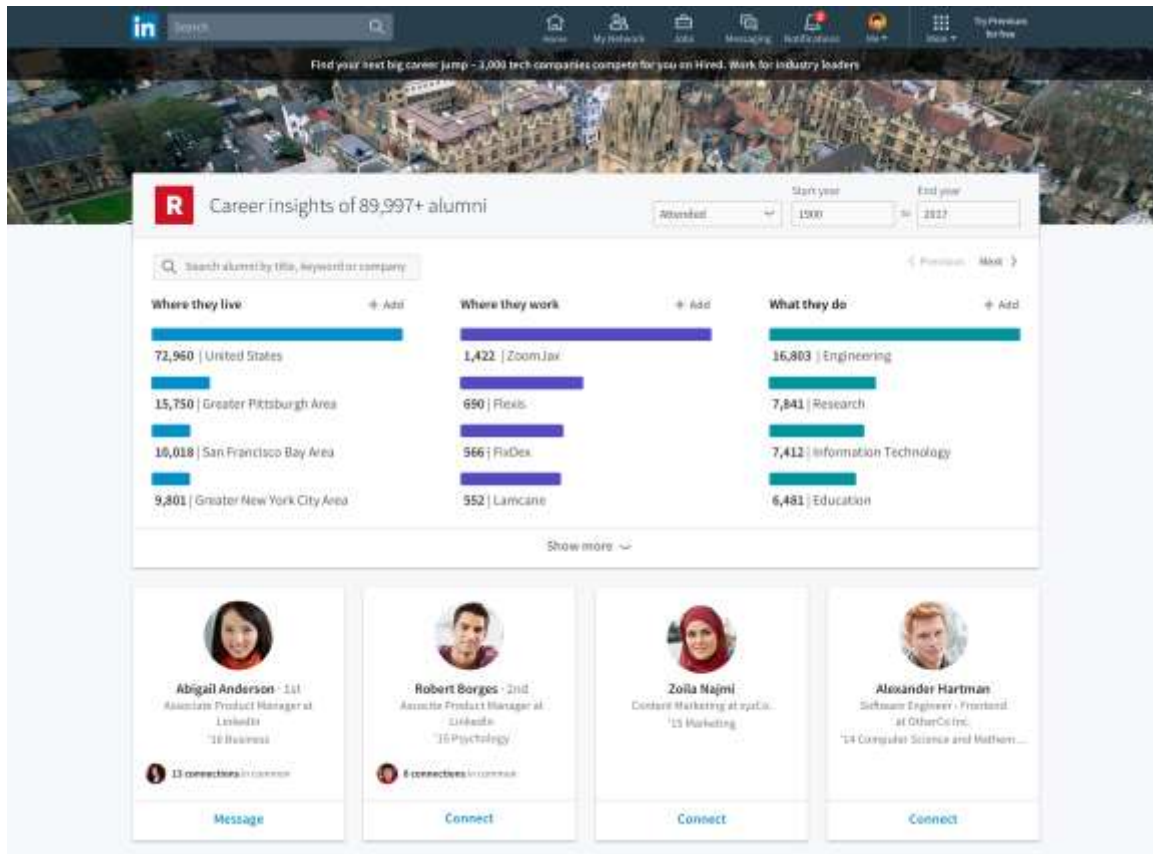 in
Search
Home
My Network
Jobs
Messaging
Notifications
Me
More
Try Premium
for free
Find your next big career jump – 3,000 tech companies compete for you on Hired. Work for industry leaders
R
Career insights of 89,997+ alumni
Attended
Start year
1900
to
End year
2017
Search alumni by title, keyword or company
Previous
Next
Where they live
+ Add
72,960 | United States
15,750 | Greater Pittsburgh Area
10,018 | San Francisco Bay Area
9,801 | Greater New York City Area
Where they work
+ Add
1,422 | ZoomJax
690 | Flexis
566 | FixDex
552 | Lamcane
What they do
+ Add
16,803 | Engineering
7,841 | Research
7,412 | Information Technology
6,481 | Education
Show more
Abigail Anderson · 1st
Associate Product Manager at
LinkedIn
Business
13 connections in common
Message
Robert Borges · 2nd
Product Manager at
LinkedIn
Psychology
6 connections in common
Connect
Zoila Najmi
Content Marketing at
'15 Marketing
Connect
Alexander Hartman
Software Engineer - Frontend
at OtherCo Inc.
'14 Computer Science and Mathem...
Connect